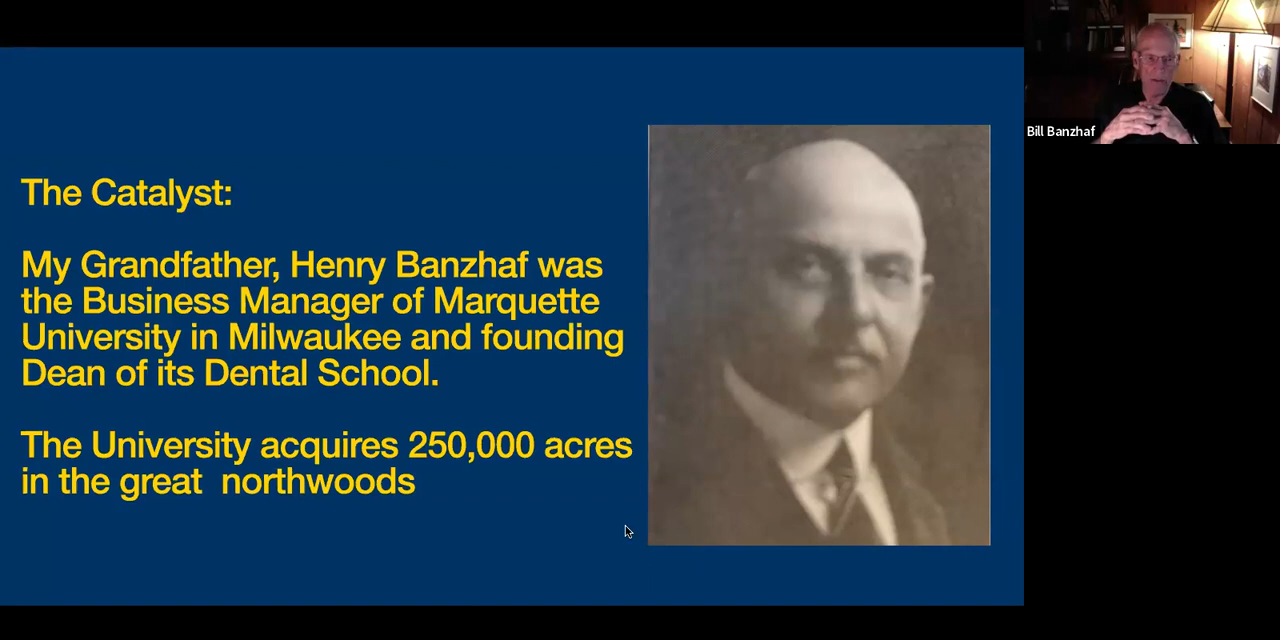 The Catalyst:
My Grandfather, Henry Banzhaf was
the Business Manager of Marquette
University in Milwaukee and founding
Dean of its Dental School.
The University acquires 250,000 acres
in the great  northwoods
Bill Banzhaf